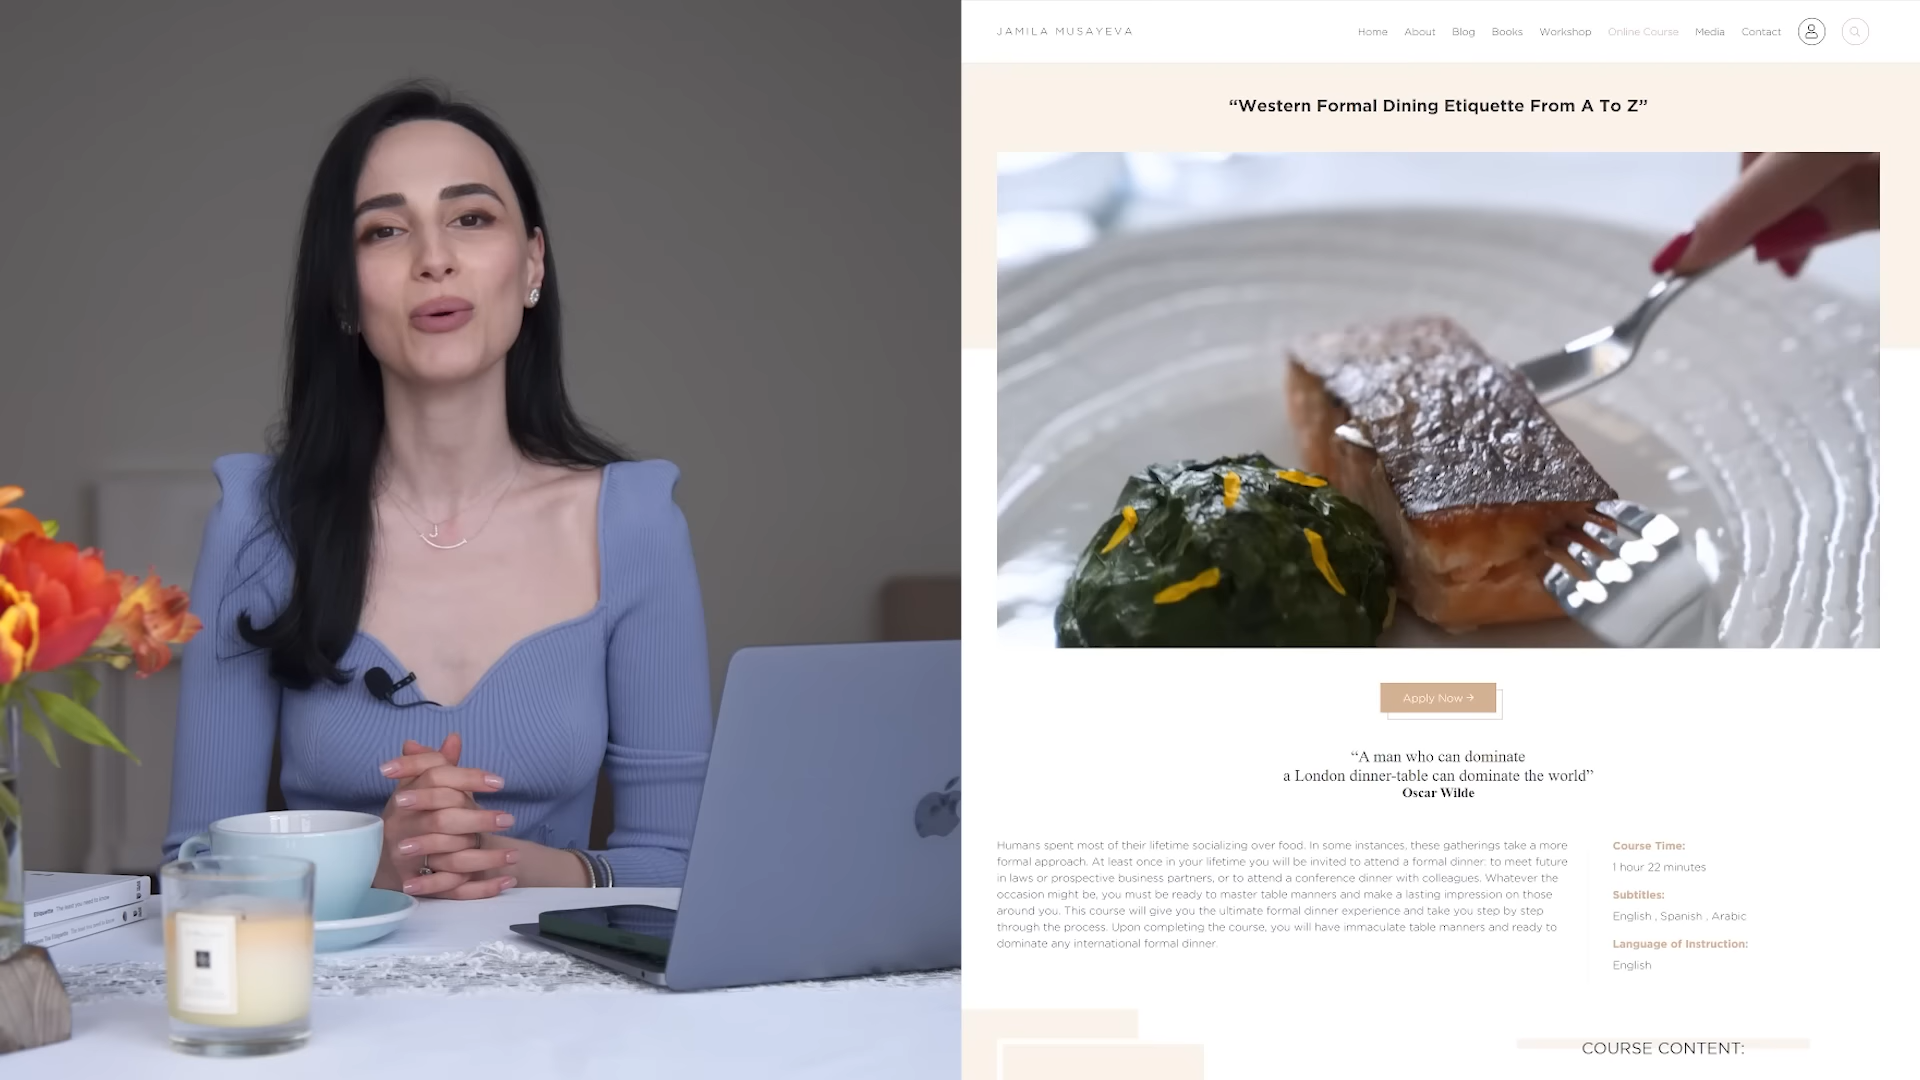 JAMILA MUSAYEVA
Home About Blog Books Workshop Online Course Media Contact
“Western Formal Dining Etiquette From A To Z”
Apply Now →
“A man who can dominate
a London dinner-table can dominate the world”
Oscar Wilde
Humans spent most of their lifetime socializing over food. In some instances, these gatherings take a more
formal approach. At least once in your lifetime you will be invited to attend a formal dinner: to meet future
in laws or prospective business partners, or to attend a conference dinner with colleagues. Whatever the
occasion might be, you must be ready to master table manners and make a lasting impression on those
around you. This course will give you the ultimate formal dinner experience and take you step by step
through the process. Upon completing the course, you will have immaculate table manners and ready to
dominate any international formal dinner.
Course Time:
1 hour 22 minutes
Subtitles:
English , Spanish , Arabic
Language of Instruction:
English
COURSE CONTENT:
Etiquette The least you need to know